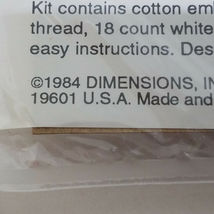 Kit contains cotton em
thread, 18 count white
easy instructions. Des
©1984 DIMENSIONS, IN
19601 U.S.A. Made and